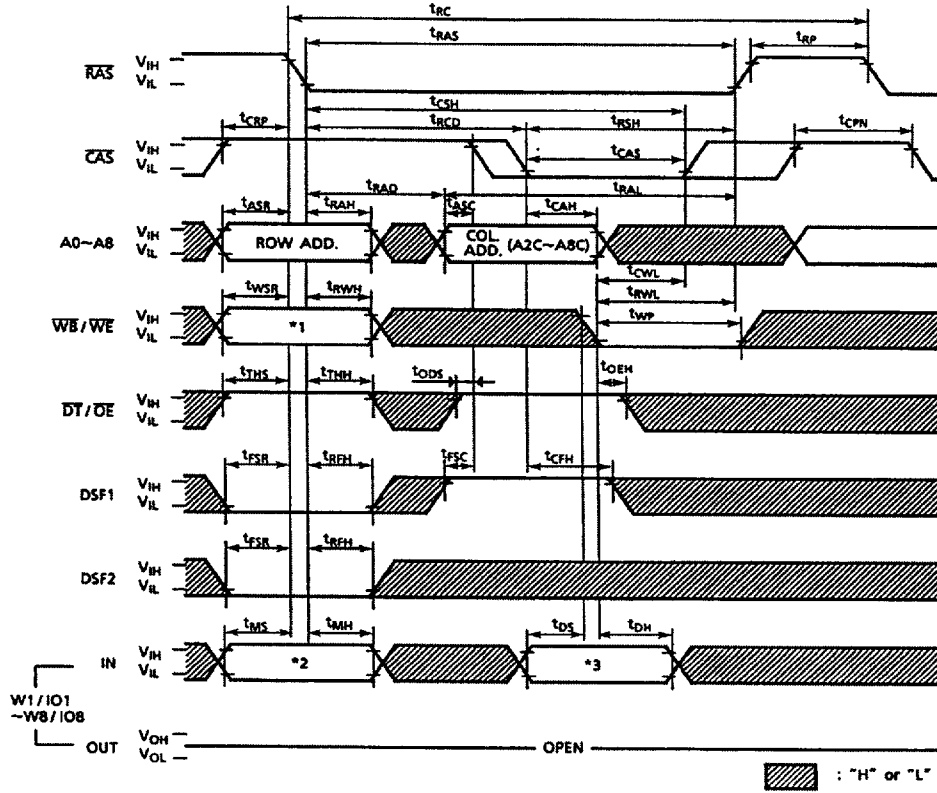 tRC
tRAS
tRP
RAS VIH
VIL
tCSH
tCRP tRCD tRSH tCPN
CAS VIH
VIL
tCAS
tRAD tRAL
tASR tRAH tASC tCAH
A0~A8 VIH
VIL
ROW ADD. COL. ADD. (A2C~A8C)
tCWL
tRWL
tWSR tRWH tWP
WB/WE VIH
VIL
*1
tTHS tTHH tODS tOEH
DT/OE VIH
VIL
tFSR tRFH tFSC tCFH
DSF1 VIH
VIL
tFSR tRFH
DSF2 VIH
VIL
tMS tMH tDS tDH
IN VIH
VIL
*2 *3
W1/IO1
~W8/IO8
OUT VOH
VOL
OPEN
: "H" or "L"